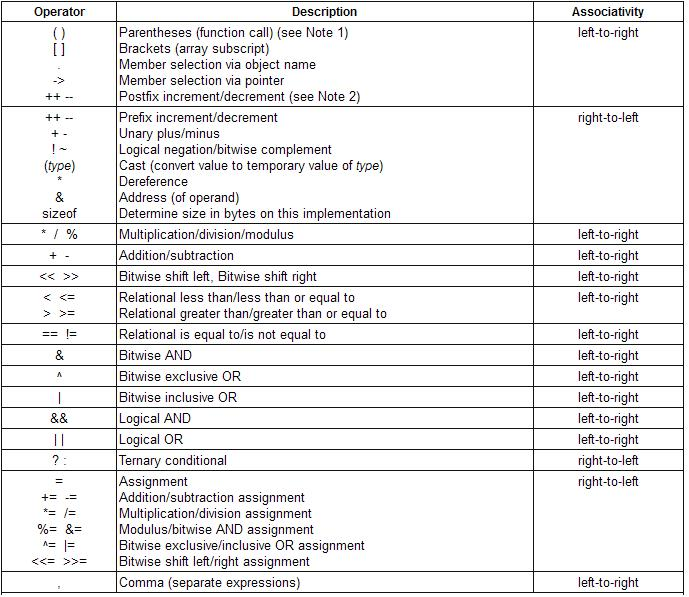 Operator Description Associativity
( ) Parentheses (function call) (see Note 1) left-to-right
[ ] Brackets (array subscript)
. Member selection via object name
-> Member selection via pointer
++ -- Postfix increment/decrement (see Note 2)
++ -- Prefix increment/decrement right-to-left
+ - Unary plus/minus
! ~ Logical negation/bitwise complement
(type) Cast (convert value to temporary value of type)
* Dereference
& Address (of operand)
sizeof Determine size in bytes on this implementation
* / % Multiplication/division/modulus left-to-right
+ - Addition/subtraction left-to-right
<< >> Bitwise shift left, Bitwise shift right left-to-right
< <= Relational less than/less than or equal to left-to-right
> >= Relational greater than/greater than or equal to
== != Relational is equal to/is not equal to left-to-right
& Bitwise AND left-to-right
^ Bitwise exclusive OR left-to-right
| Bitwise inclusive OR left-to-right
&& Logical AND left-to-right
| | Logical OR left-to-right
? : Ternary conditional right-to-left
= Assignment right-to-left
+= -= Addition/subtraction assignment
*= /= Multiplication/division assignment
%= &= Modulus/bitwise AND assignment
^= |= Bitwise exclusive/inclusive OR assignment
<<= >>= Bitwise shift left/right assignment
, Comma (separate expressions) left-to-right